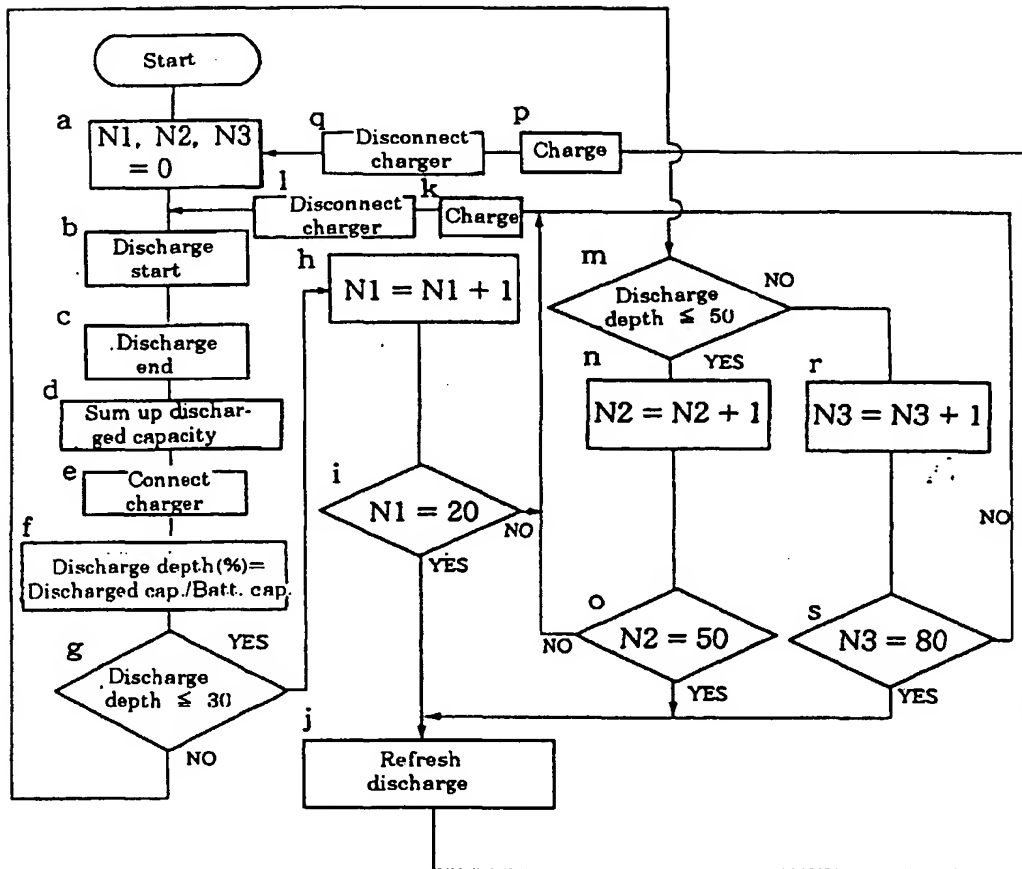 Start
a
N1, N2, N3
= 0
q
Disconnect
charger
p
Charge
l
Disconnect
charger
k
Charge
b
Discharge
start
c
Discharge
end
d
Sum up dischar-
ged capacity
e
Connect
charger
f
Discharge depth(%)=
Discharged cap./Batt. cap.
g
Discharge
depth ≦ 30
YES
NO
h
N1 = N1 + 1
i
N1 = 20
NO
YES
j
Refresh
discharge
m
Discharge
depth ≦ 50
NO
YES
n
N2 = N2 + 1
r
N3 = N3 + 1
o
N2 = 50
NO
YES
s
N3 = 80
NO
YES